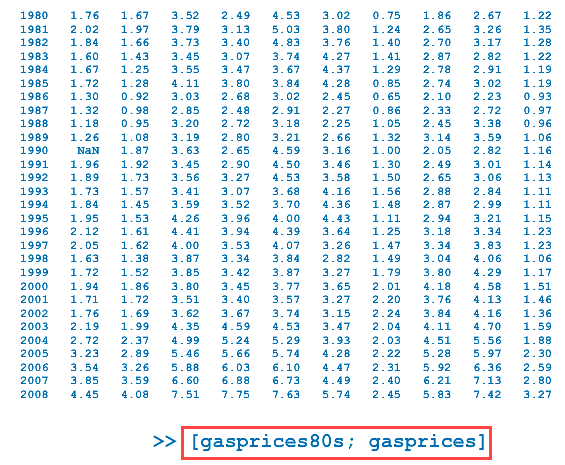 1980 1.76 1.67 3.52 2.49 4.53 3.02 0.75 1.86 2.67 1.22
1981 2.02 1.97 3.79 3.13 5.03 3.80 1.24 2.65 3.26 1.35
1982 1.84 1.66 3.73 3.40 4.83 3.76 1.40 2.70 3.17 1.28
1983 1.60 1.43 3.45 3.07 3.74 4.27 1.41 2.87 2.82 1.22
1984 1.67 1.25 3.55 3.47 3.67 4.37 1.29 2.78 2.91 1.19
1985 1.72 1.28 4.11 3.80 3.84 4.28 0.85 2.74 3.02 1.19
1986 1.30 0.92 3.03 2.68 3.02 2.45 0.65 2.10 2.23 0.93
1987 1.32 0.98 2.85 2.48 2.91 2.27 0.86 2.33 2.72 0.97
1988 1.18 0.95 3.20 2.72 3.18 2.25 1.05 2.45 3.38 0.96
1989 1.26 1.08 3.19 2.80 3.21 2.66 1.32 3.14 3.59 1.06
1990 NaN 1.87 3.63 2.65 4.59 3.16 1.00 2.05 2.82 1.16
1991 1.96 1.92 3.45 2.90 4.50 3.46 1.30 2.49 3.01 1.14
1992 1.89 1.73 3.56 3.27 4.53 3.58 1.50 2.65 3.06 1.13
1993 1.73 1.57 3.41 3.07 3.68 4.16 1.56 2.88 2.84 1.11
1994 1.84 1.45 3.59 3.52 3.70 4.36 1.48 2.87 2.99 1.11
1995 1.95 1.53 4.26 3.96 4.00 4.43 1.11 2.94 3.21 1.15
1996 2.12 1.61 4.41 3.94 4.39 3.64 1.25 3.18 3.34 1.23
1997 2.05 1.62 4.00 3.53 4.07 3.26 1.47 3.34 3.83 1.23
1998 1.63 1.38 3.87 3.34 3.84 2.82 1.49 3.04 4.06 1.06
1999 1.72 1.52 3.85 3.42 3.87 3.27 1.79 3.80 4.29 1.17
2000 1.94 1.86 3.80 3.45 3.77 3.65 2.01 4.18 4.58 1.51
2001 1.71 1.72 3.51 3.40 3.57 3.27 2.20 3.76 4.13 1.46
2002 1.76 1.69 3.62 3.67 3.74 3.15 2.24 3.84 4.16 1.36
2003 2.19 1.99 4.35 4.59 4.53 3.47 2.04 4.11 4.70 1.59
2004 2.72 2.37 4.99 5.24 5.29 3.93 2.03 4.51 5.56 1.88
2005 3.23 2.89 5.46 5.66 5.74 4.28 2.22 5.28 5.97 2.30
2006 3.54 3.26 5.88 6.03 6.10 4.47 2.31 5.92 6.36 2.59
2007 3.85 3.59 6.60 6.88 6.73 4.49 2.40 6.21 7.13 2.80
2008 4.45 4.08 7.51 7.75 7.63 5.74 2.45 5.83 7.42 3.27
>> [gasprices80s; gasprices]